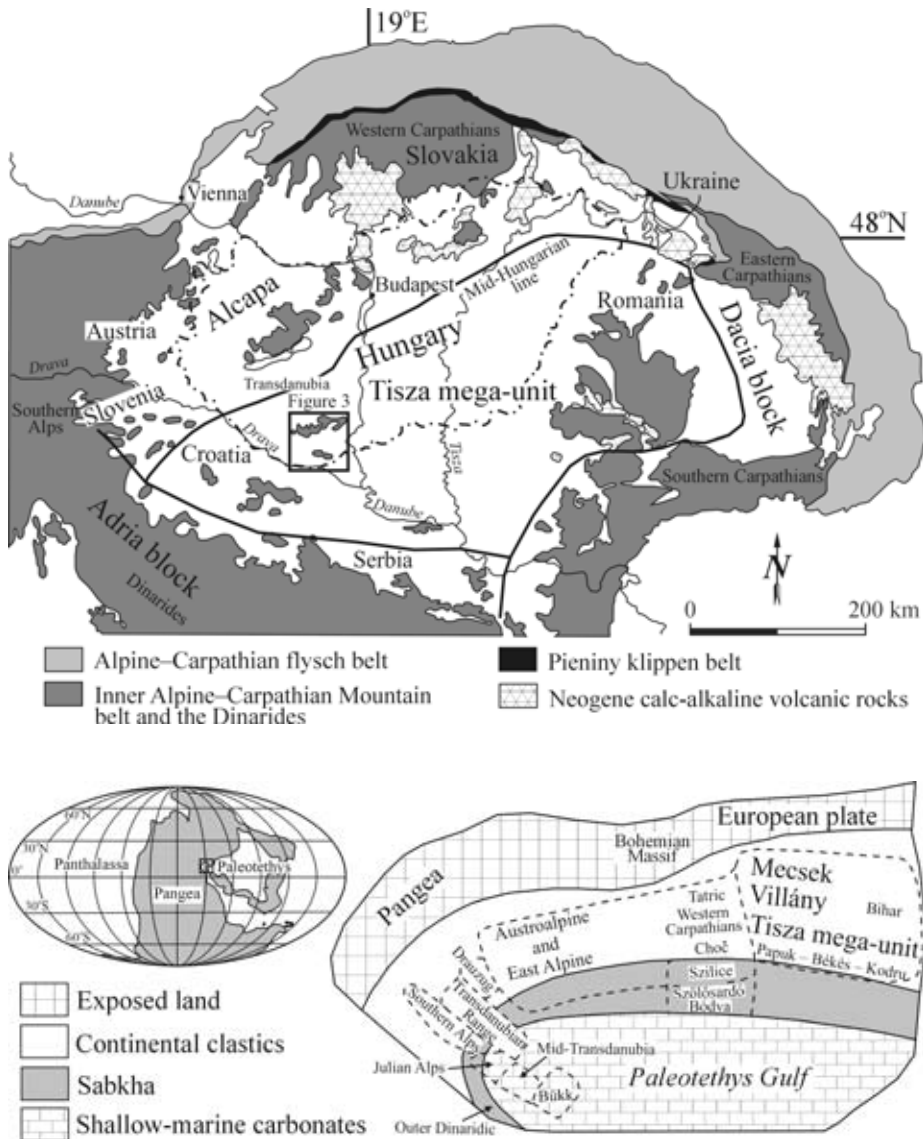 19°E
Western Carpathians
Slovakia
Ukraine
Vienna
Danube
48°N
Eastern
Carpathians
Mid-Hungarian
line
Budapest
Alcapa
Romania
Austria
Hungary
Dacia block
Drava
Transdanubia
Figure 3
Tisza mega-unit
Southern
Alps
Slovenia
Drava
Tisza
Croatia
Southern Carpathians
Danube
Adria block
Serbia
Dinarides
N
0 200 km
Alpine–Carpathian flysch belt
Pieniny klippen belt
Inner Alpine–Carpathian Mountain
belt and the Dinarides
Neogene calc-alkaline volcanic rocks
60°N
30°N
Panthalassa
Paleotethys
0°
Pangea
30°S
60°S
Exposed land
Continental clastics
Sabkha
Shallow-marine carbonates
European plate
Bohemian
Massif
Pangea
Mecsek
Villány
Bihar
Tatric
Western
Carpathians
Choč
Tisza mega-unit
Papuk – Békés – Kodru
Austroalpine
and
East Alpine
Drauzug
Szilice
Szőlősardó
Bódva
Transdanubian
Range
Southern Alps
Julian Alps
Mid-Transdanubia
Bükk
Paleotethys Gulf
Outer Dinaridic